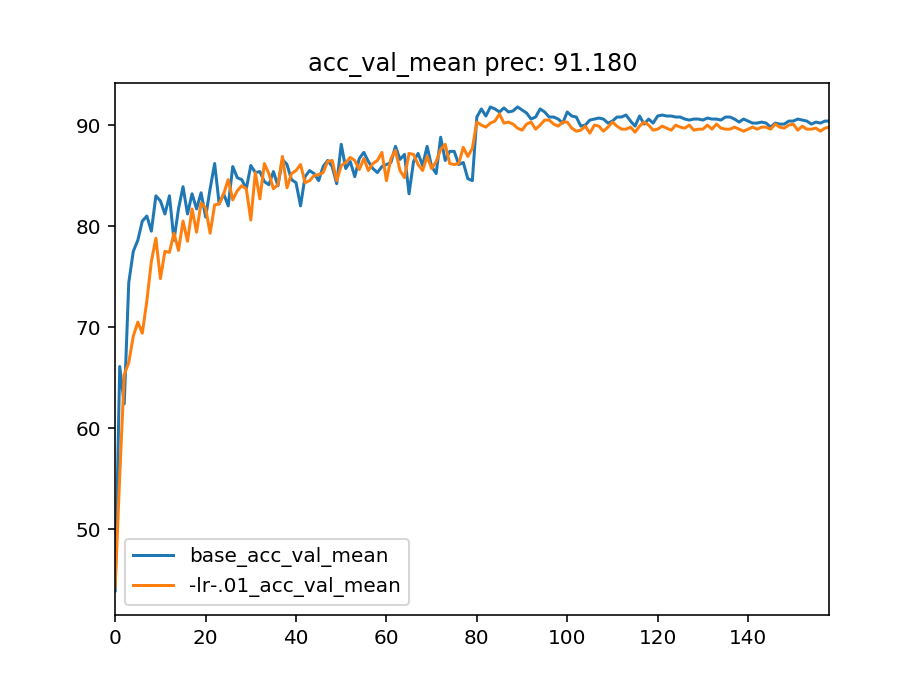 acc_val_mean prec: 91.180
90
80
70
60
50
base_acc_val_mean
-lr-.01_acc_val_mean
0 20 40 60 80 100 120 140